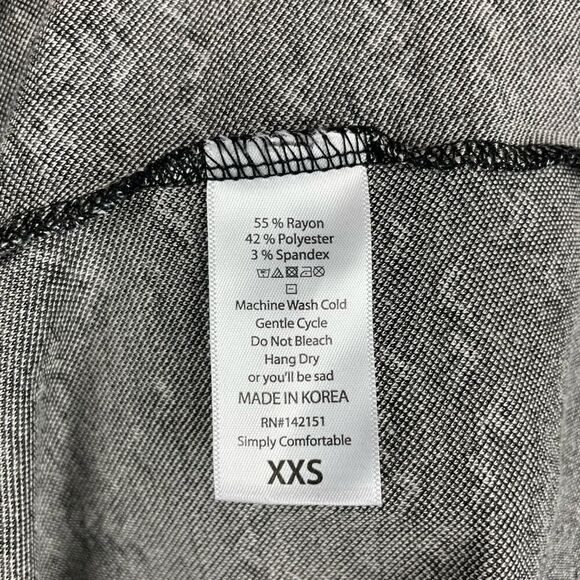 55 % Rayon
42 % Polyester
3 % Spandex
Machine Wash Cold
Gentle Cycle
Do Not Bleach
Hang Dry
or you'll be sad
MADE IN KOREA
RN#142151
Simply Comfortable
XXS